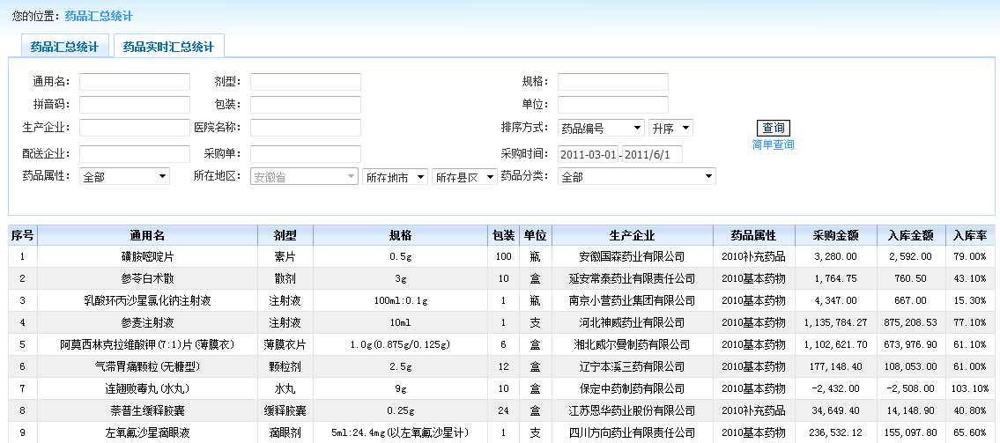 您的位置：药品汇总统计
药品汇总统计 药品实时汇总统计
通用名： 剂型： 规格：
拼音码： 包装： 单位：
生产企业： 医院名称： 排序方式： 药品编号 升序 查询
简单查询
配送企业： 采购单： 采购时间： 2011-03-01-2011/6/1
药品属性： 全部 所在地区： 安徽省 所在地市 所在县区 药品分类： 全部
序号 通用名 剂型 规格 包装 单位 生产企业 药品属性 采购金额 入库金额 入库率
1 磺胺嘧啶片 素片 0.5g 100 瓶 安徽国森药业有限公司 2010补充药品 3,280.00 2,592.00 79.00%
2 参苓白术散 散剂 3g 10 盒 延安常泰药业有限责任公司 2010基本药物 1,764.75 760.50 43.10%
3 乳酸环丙沙星氯化钠注射液 注射液 100ml:0.1g 1 瓶 南京小营药业集团有限公司 2010基本药物 4,347.00 667.00 15.30%
4 参麦注射液 注射液 10ml 1 支 河北神威药业有限公司 2010基本药物 1,135,784.27 875,208.53 77.10%
5 阿莫西林克拉维酸钾(7:1)片(薄膜衣) 薄膜衣片 1.0g(0.875g/0.125g) 6 盒 湘北威尔曼制药有限公司 2010基本药物 1,102,621.70 673,976.90 61.10%
6 气滞胃痛颗粒(无糖型) 颗粒剂 2.5g 12 盒 辽宁本溪三药有限公司 2010基本药物 177,148.40 108,053.00 61.00%
7 连翘败毒丸(水丸) 水丸 9g 10 盒 保定中药制药有限公司 2010基本药物 -2,432.00 -2,508.00 103.10%
8 萘普生缓释胶囊 缓释胶囊 0.25g 24 盒 江苏恩华药业股份有限公司 2010补充药品 34,649.40 14,148.90 40.80%
9 左氧氟沙星滴眼液 滴眼剂 5ml:24.4mg(以左氧氟沙星计) 1 支 四川方向药业有限责任公司 2010基本药物 236,532.12 155,097.80 65.60%